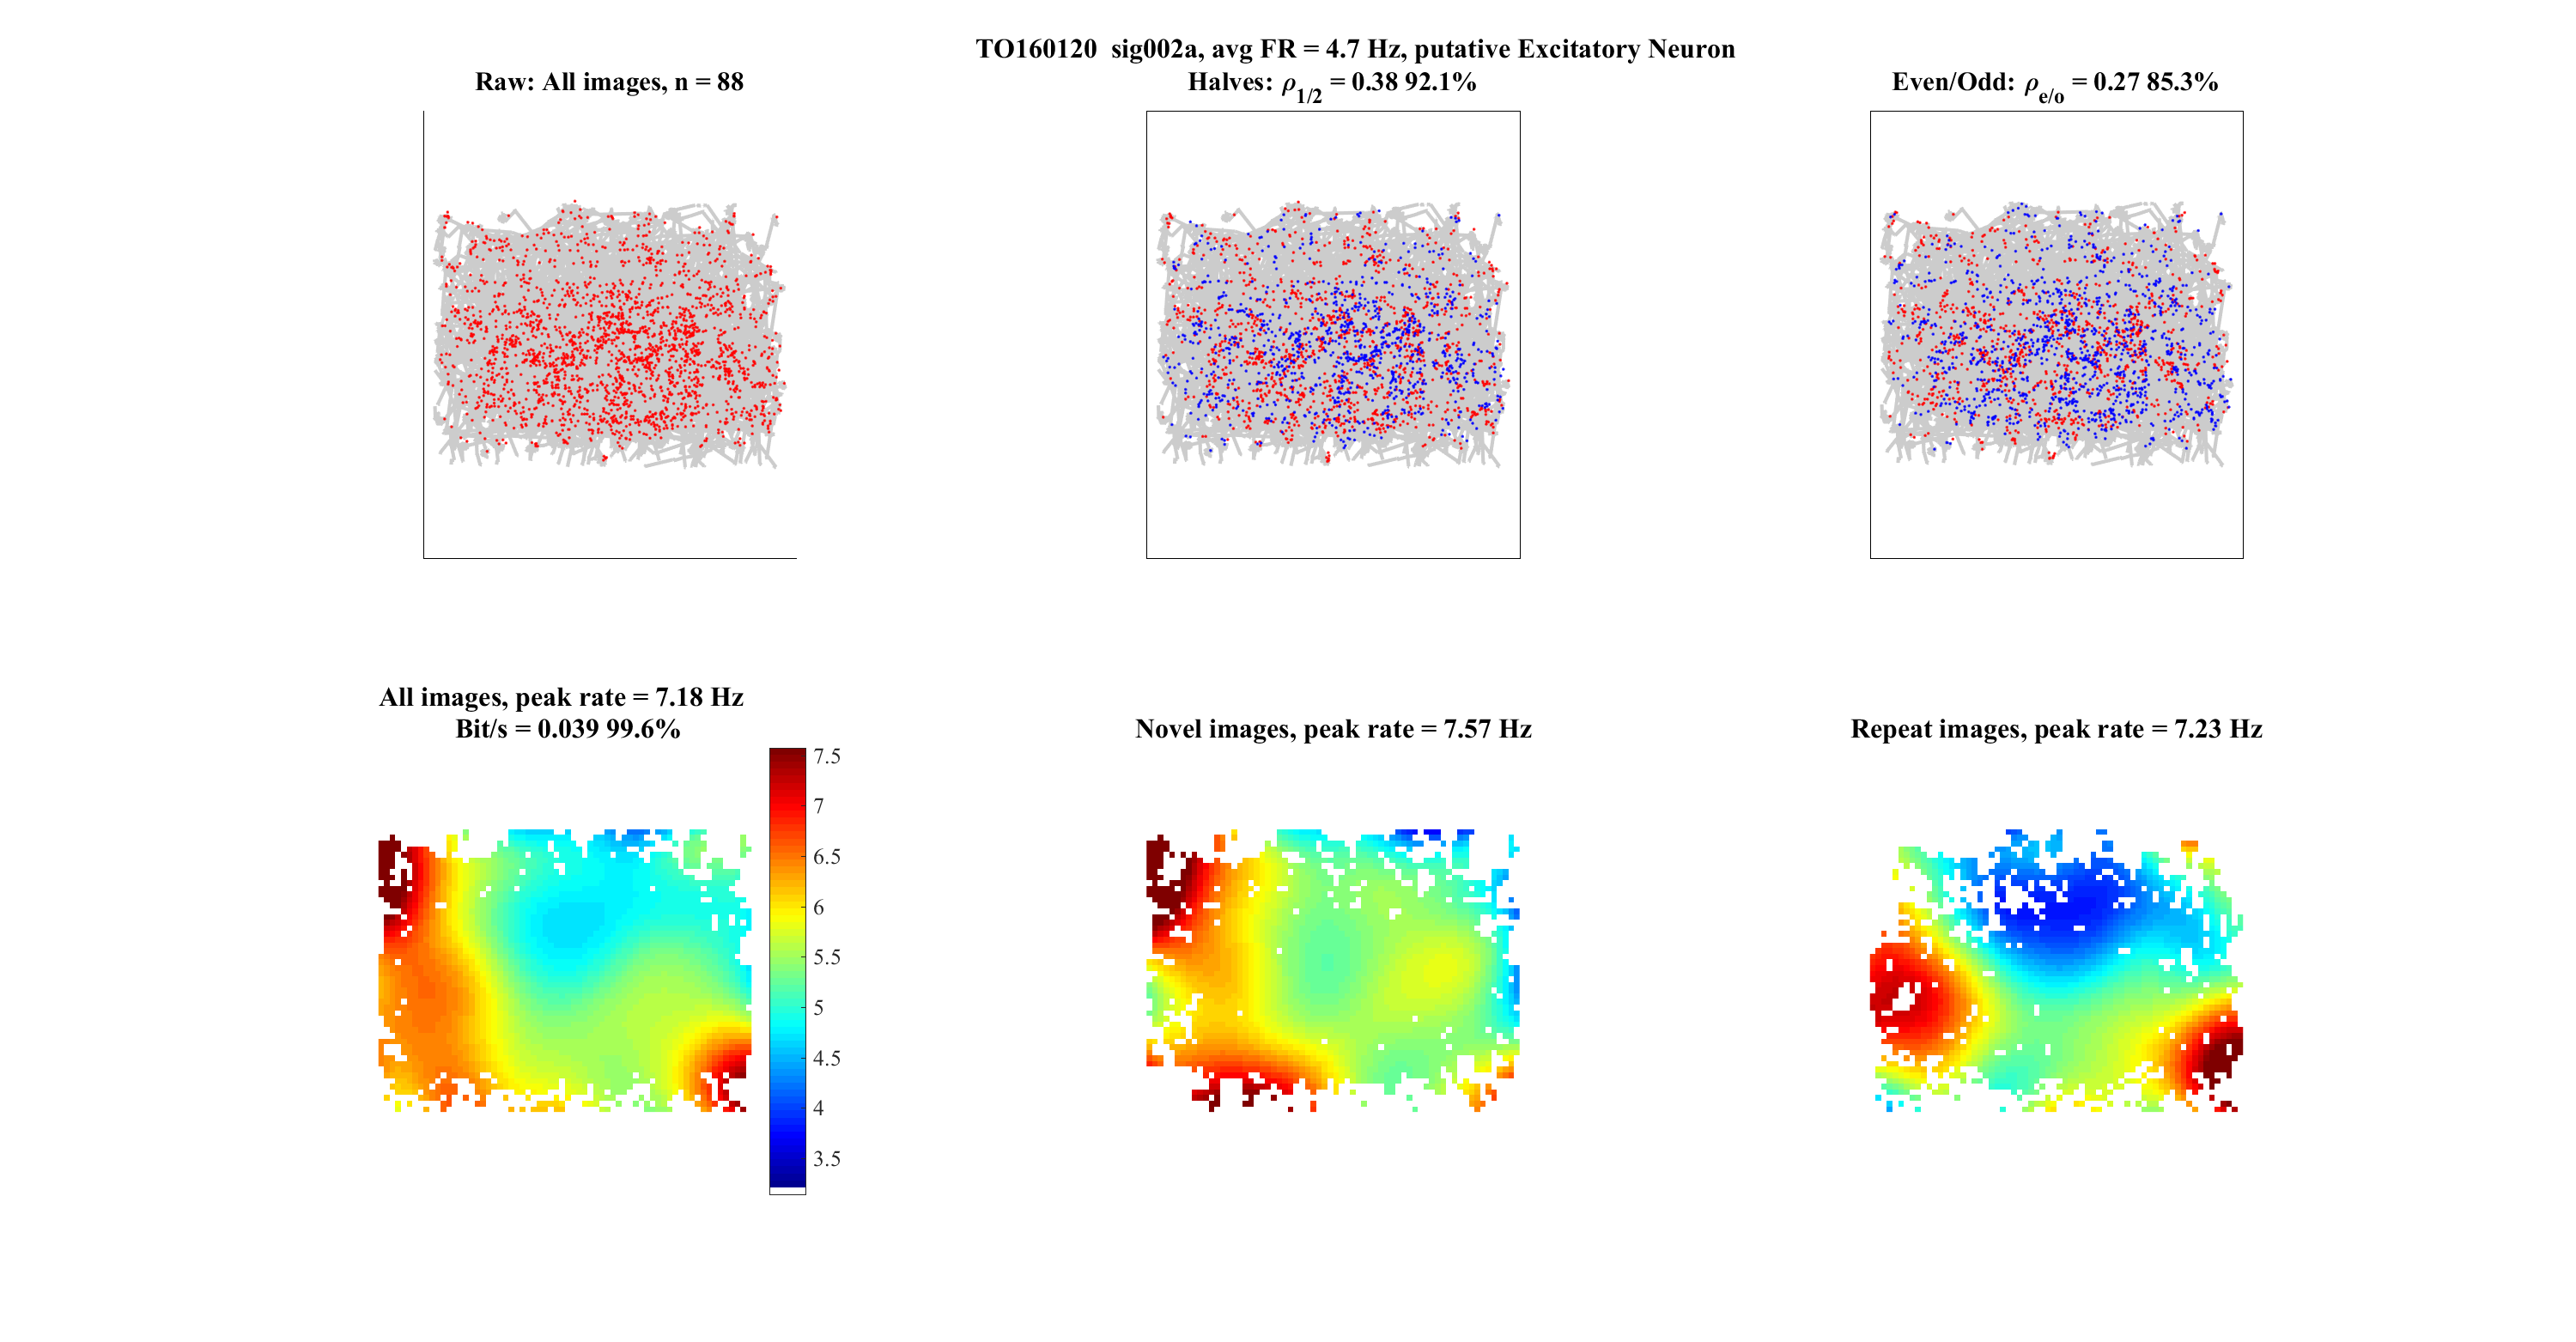 TO160120  sig002a, avg FR = 4.7 Hz, putative Excitatory Neuron
Raw: All images, n = 88
Halves: ρ1/2 = 0.38 92.1%
Even/Odd: ρe/o = 0.27 85.3%
All images, peak rate = 7.18 Hz
Bit/s = 0.039 99.6%
7.5
7
6.5
6
5.5
5
4.5
4
3.5
Novel images, peak rate = 7.57 Hz
Repeat images, peak rate = 7.23 Hz